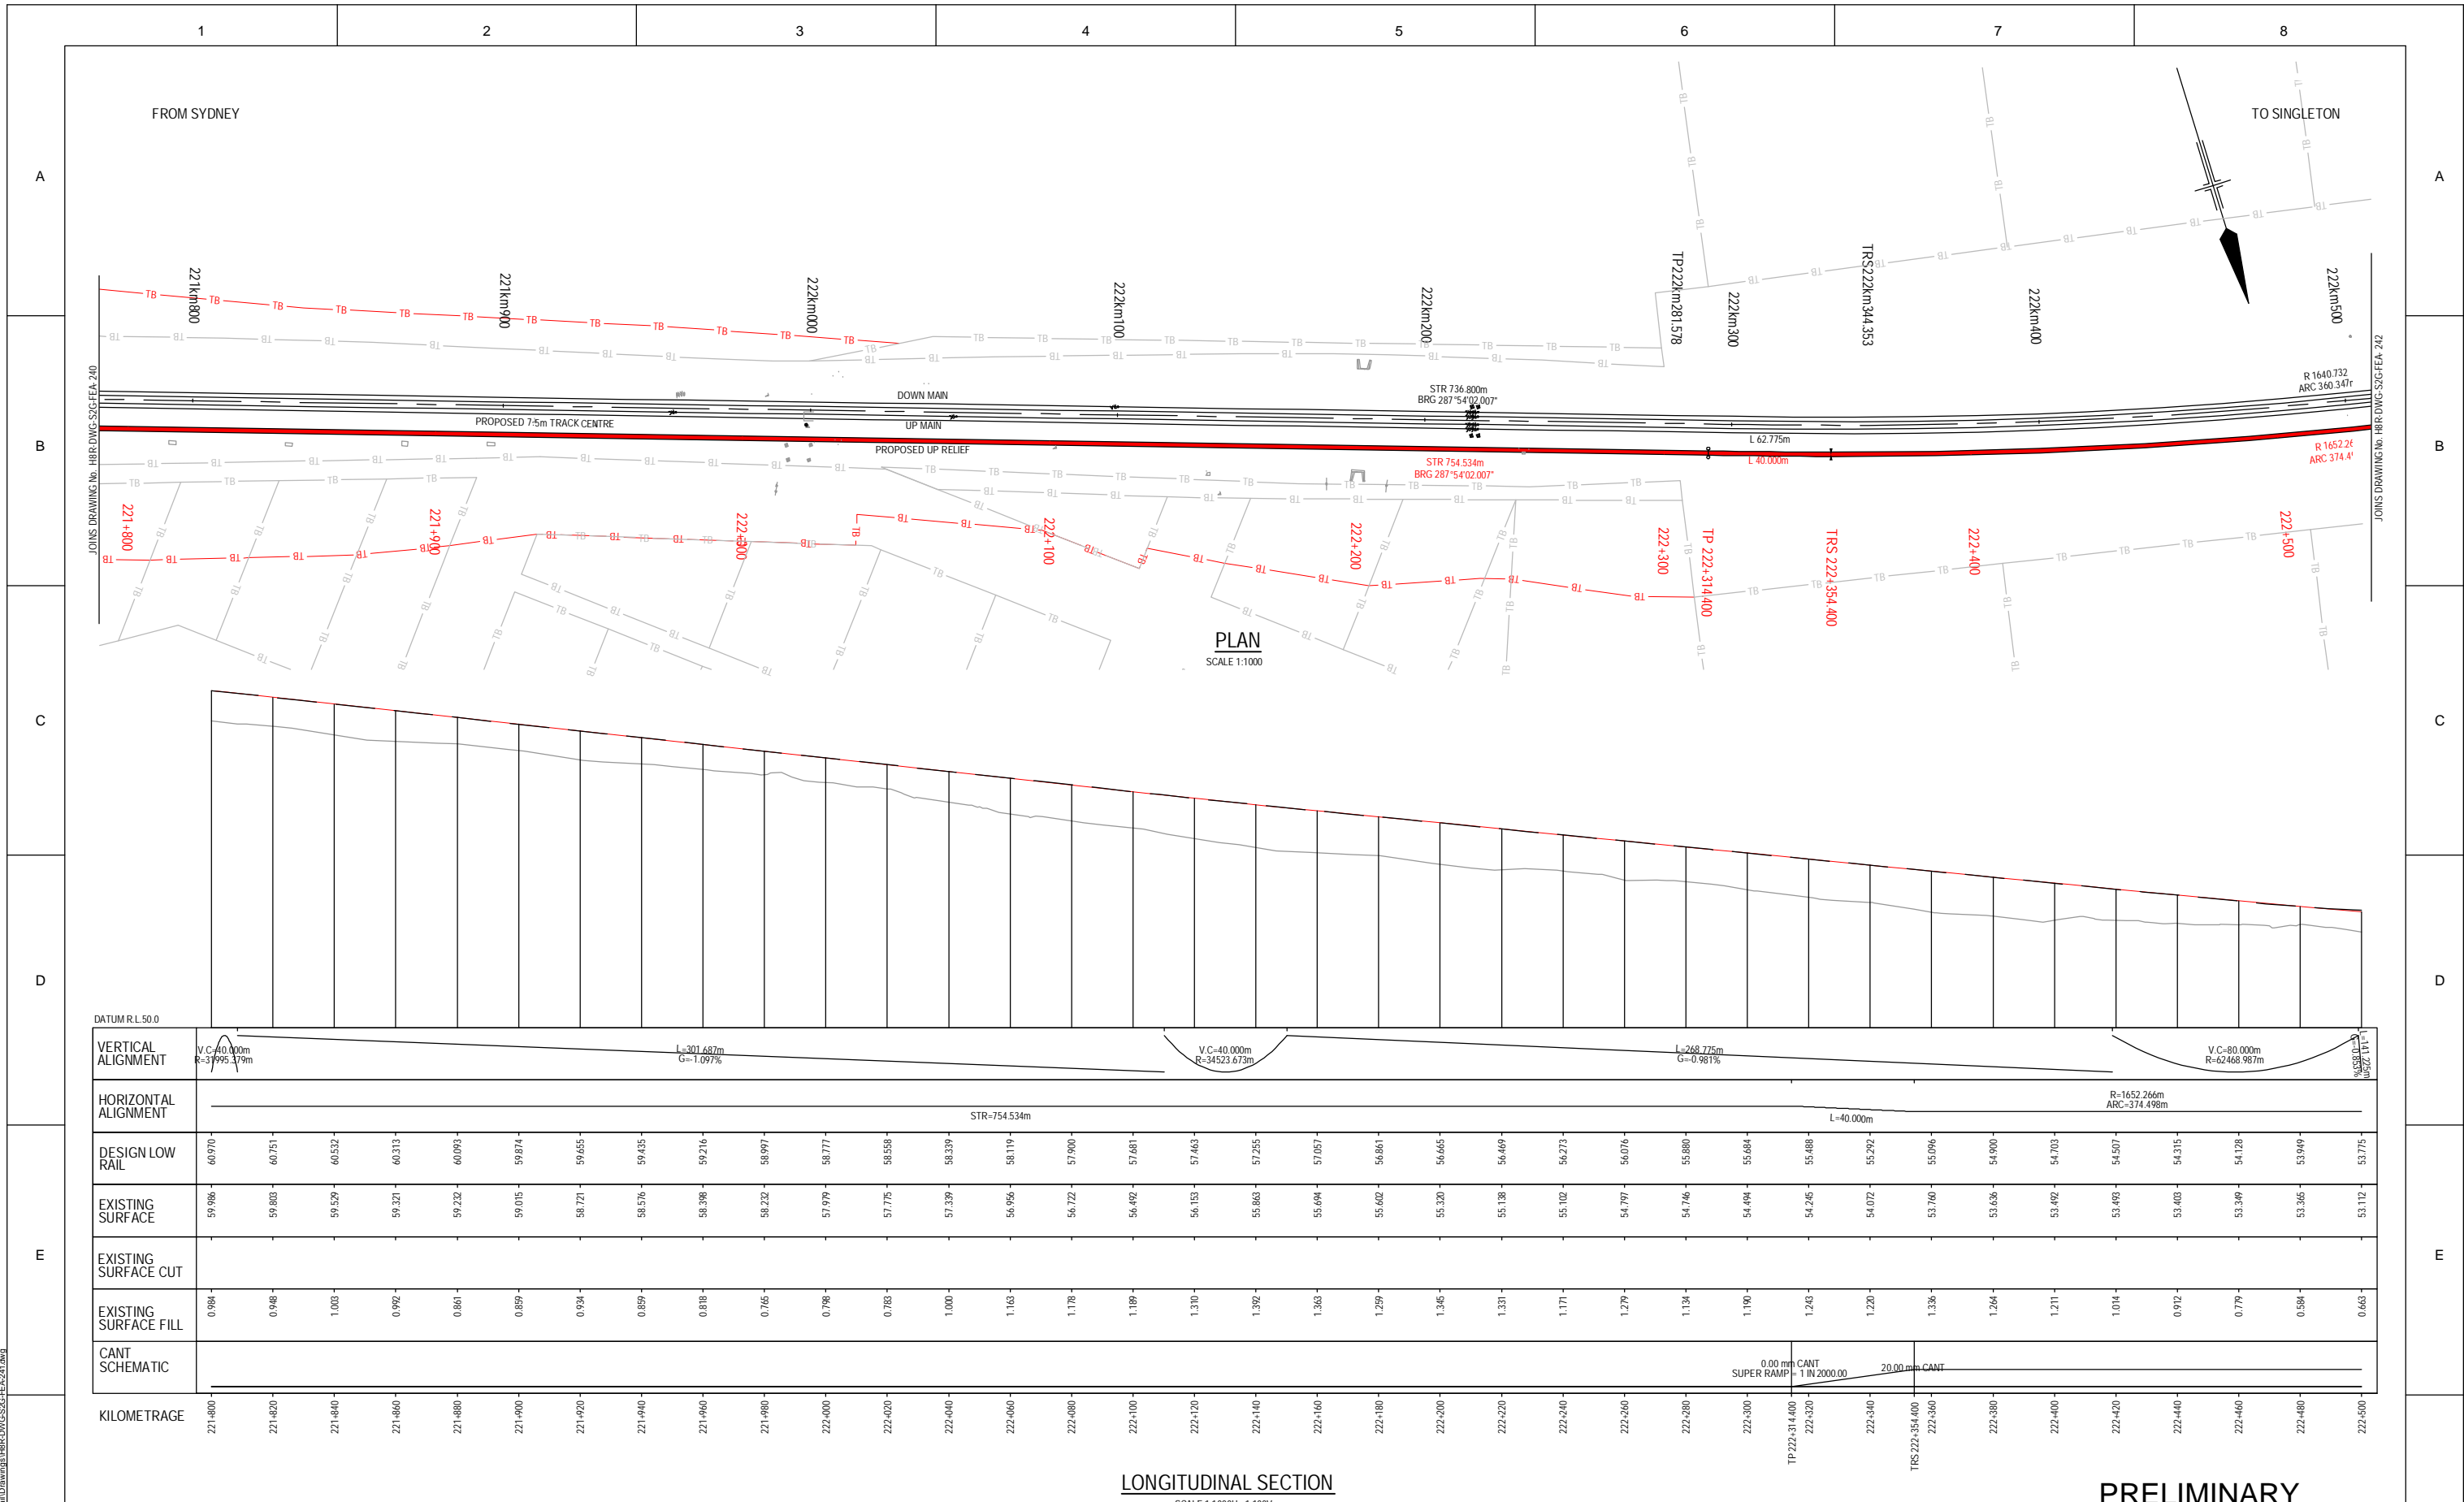 1 2 3 4 5 6 7 8
FROM SYDNEY
TO SINGLETON
A
A
221km800
221km900
222km000
222km100
222km200
TP222km281.578
222km300
TRS222km344.353
222km400
222km500
B
B
JOINS DRAWING No. H8R-DWG-S2G-FEA-240
JOINS DRAWING No. H8R-DWG-S2G-FEA-242
DOWN MAIN
STR 736.800m
BRG 287°54'02.007"
R 1640.732
ARC 360.347
PROPOSED 7.5m TRACK CENTRE
UP MAIN
L 62.775m
PROPOSED UP RELIEF
STR 754.534m
BRG 287°54'02.007"
L 40.000m
R 1652.26
ARC 374.4
221+800
221+900
222+000
222+100
222+200
222+300
TP 222+314.400
TRS 222+354.400
222+400
222+500
TB
PLAN
SCALE 1:1000
C
C
D
D
DATUM R.L.50.0
VERTICAL
ALIGNMENT
V.C=40.000m
R=31995.379m
L=301.687m
G=-1.097%
V.C=40.000m
R=34523.673m
L=268.775m
G=-0.981%
V.C=80.000m
R=62468.987m
L=141.225m
G=-0.853%
HORIZONTAL
ALIGNMENT
STR=754.534m
L=40.000m
R=1652.266m
ARC=374.498m
DESIGN LOW
RAIL
60.970 60.751 60.532 60.313 60.093 59.874 59.655 59.435 59.216 58.997 58.777 58.558 58.339 58.119 57.900 57.681 57.463 57.255 57.057 56.861 56.665 56.469 56.273 56.076 55.880 55.684 55.488 55.292 55.096 54.900 54.703 54.507 54.315 54.128 53.949 53.775
EXISTING
SURFACE
59.986 59.803 59.529 59.321 59.232 59.015 58.721 58.576 58.398 58.232 57.979 57.775 57.339 56.956 56.722 56.492 56.153 55.863 55.694 55.602 55.320 55.138 55.102 54.797 54.746 54.494 54.245 54.072 53.760 53.636 53.492 53.493 53.403 53.349 53.365 53.112
E
E
EXISTING
SURFACE CUT
EXISTING
SURFACE FILL
0.984 0.948 1.003 0.992 0.861 0.859 0.934 0.859 0.818 0.765 0.798 0.783 1.000 1.163 1.178 1.189 1.310 1.392 1.363 1.259 1.345 1.331 1.171 1.279 1.134 1.190 1.243 1.220 1.336 1.264 1.211 1.014 0.912 0.779 0.584 0.663
CANT
SCHEMATIC
0.00 mm CANT
SUPER RAMP = 1 IN 2000.00
20.00 mm CANT
KILOMETRAGE
221+800 221+820 221+840 221+860 221+880 221+900 221+920 221+940 221+960 221+980 222+000 222+020 222+040 222+060 222+080 222+100 222+120 222+140 222+160 222+180 222+200 222+220 222+240 222+260 222+280 222+300 TP 222+314.400 222+320 222+340 TRS 222+354.400 222+360 222+380 222+400 222+420 222+440 222+460 222+480 222+500
LONGITUDINAL SECTION
PRELIMINARY